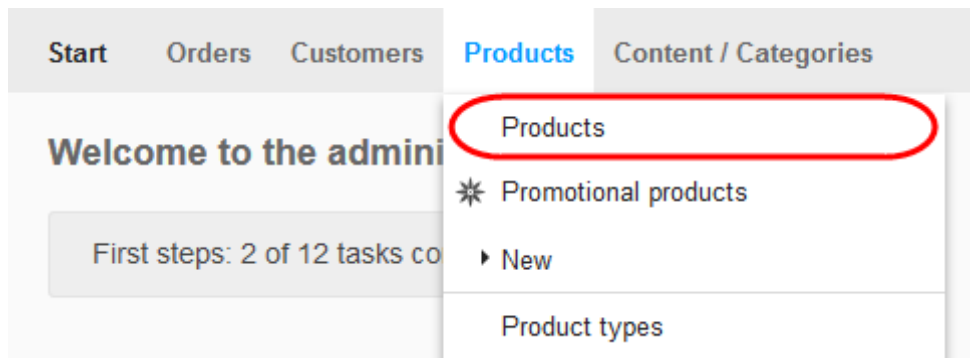 Start Orders Customers Products Content / Categories
Products
Welcome to the admini
Promotional products
First steps: 2 of 12 tasks co
New
Product types